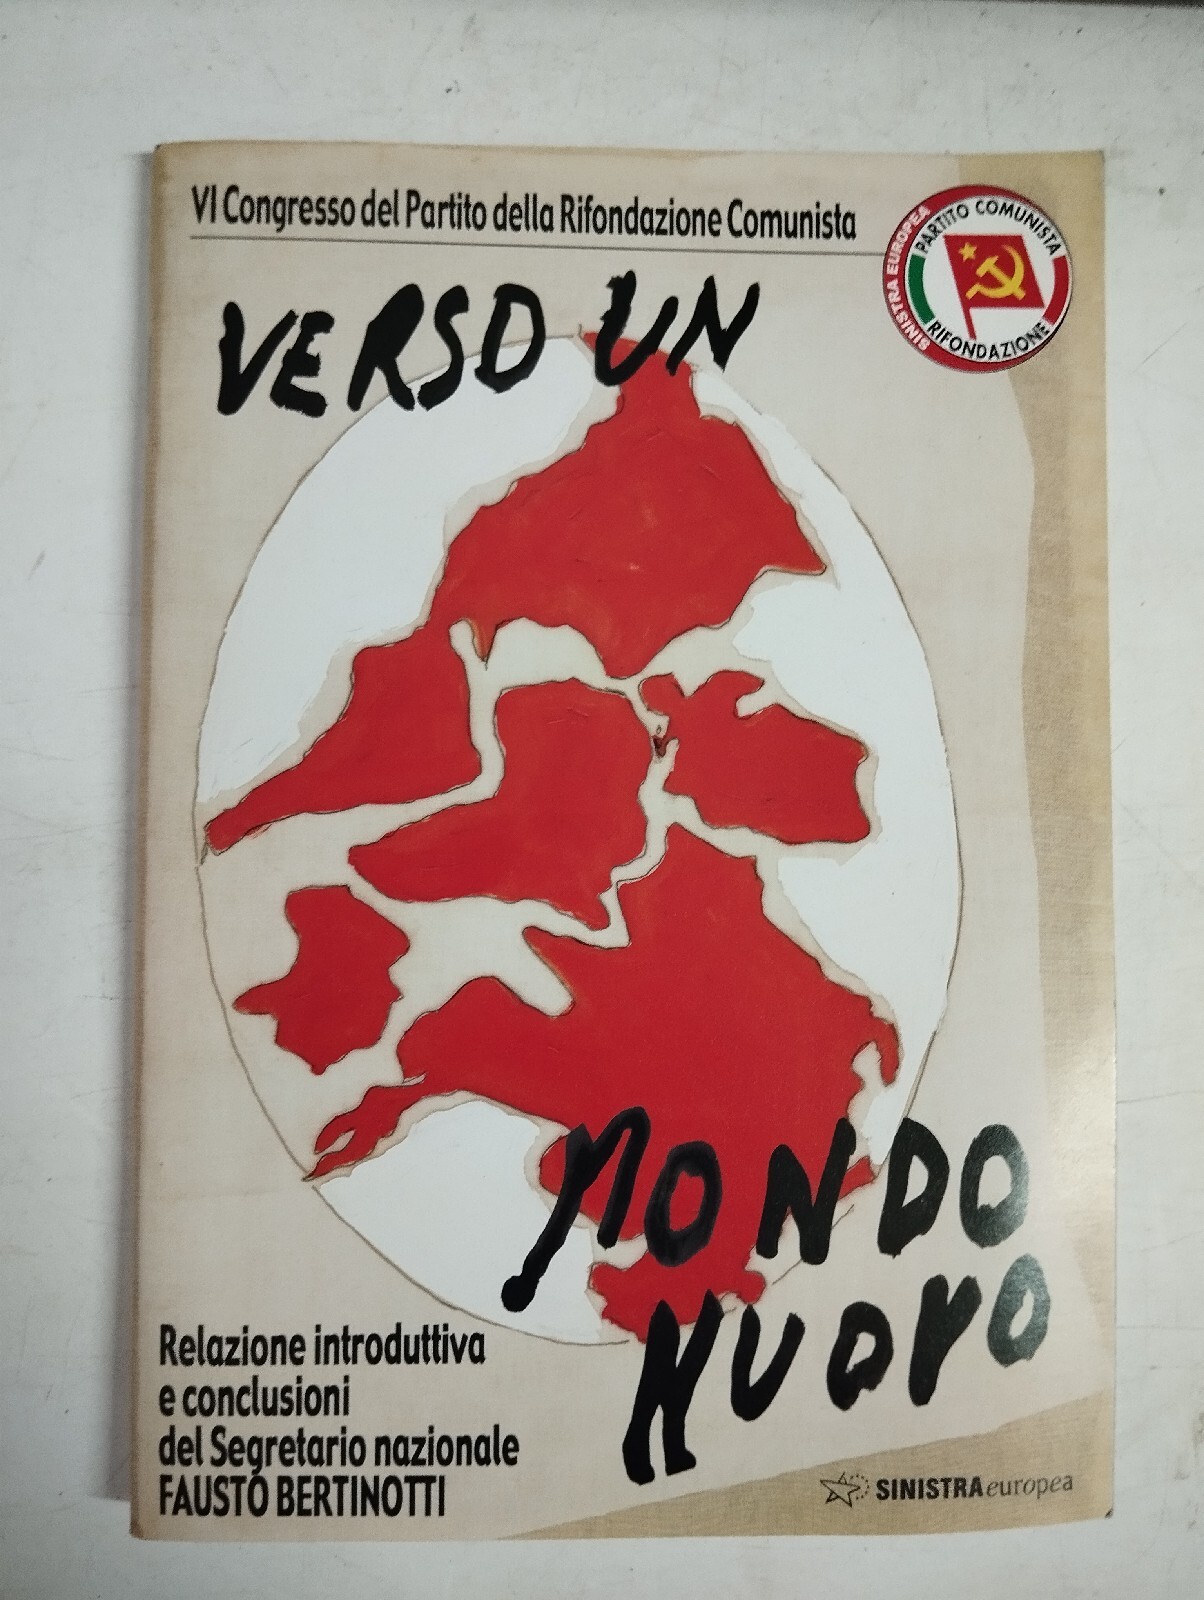 VI Congresso del Partito della Rifondazione Comunista
SINISTRA EUROPEA
PARTITO COMUNISTA
RIFONDAZIONE
VERSO UN
MONDO
NUOVO
Relazione introduttiva
e conclusioni
del Segretario nazionale
FAUSTO BERTINOTTI
SINISTRAeuropea